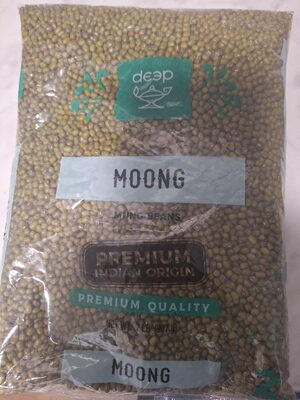 deep
MOONG
MUNG BEANS
PREMIUM
INDIAN ORIGIN
PREMIUM QUALITY
MOONG